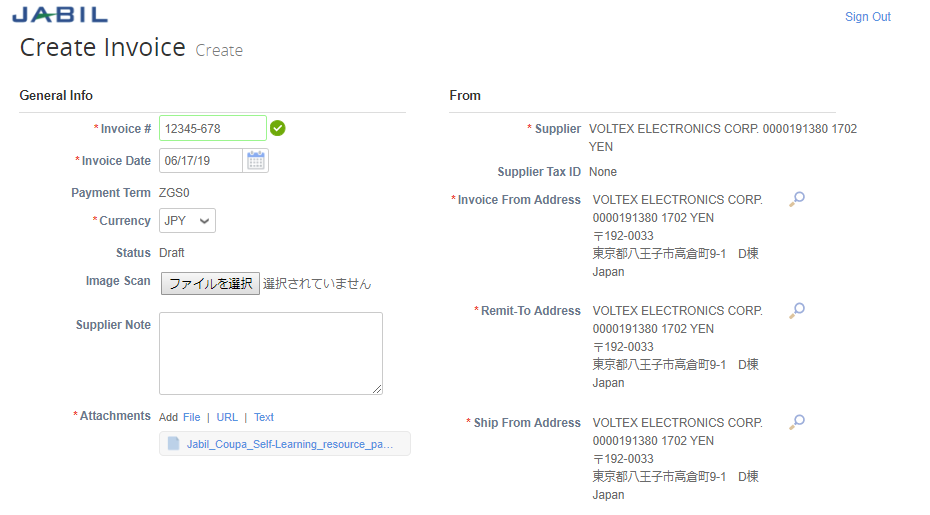 JABIL
Sign Out
Create Invoice Create
General Info
* Invoice # 12345-678
* Invoice Date 06/17/19
Payment Term ZGS0
* Currency JPY
Status Draft
Image Scan ファイルを選択 選択されていません
Supplier Note
* Attachments Add File | URL | Text
Jabil_Coupa_Self-Learning_resource_pa…
From
* Supplier VOLTEX ELECTRONICS CORP. 0000191380 1702
YEN
Supplier Tax ID None
* Invoice From Address VOLTEX ELECTRONICS CORP.
0000191380 1702 YEN
〒192-0033
東京都八王子市高倉町9-1　D棟
Japan
* Remit-To Address VOLTEX ELECTRONICS CORP.
0000191380 1702 YEN
〒192-0033
東京都八王子市高倉町9-1　D棟
Japan
* Ship From Address VOLTEX ELECTRONICS CORP.
0000191380 1702 YEN
〒192-0033
東京都八王子市高倉町9-1　D棟
Japan